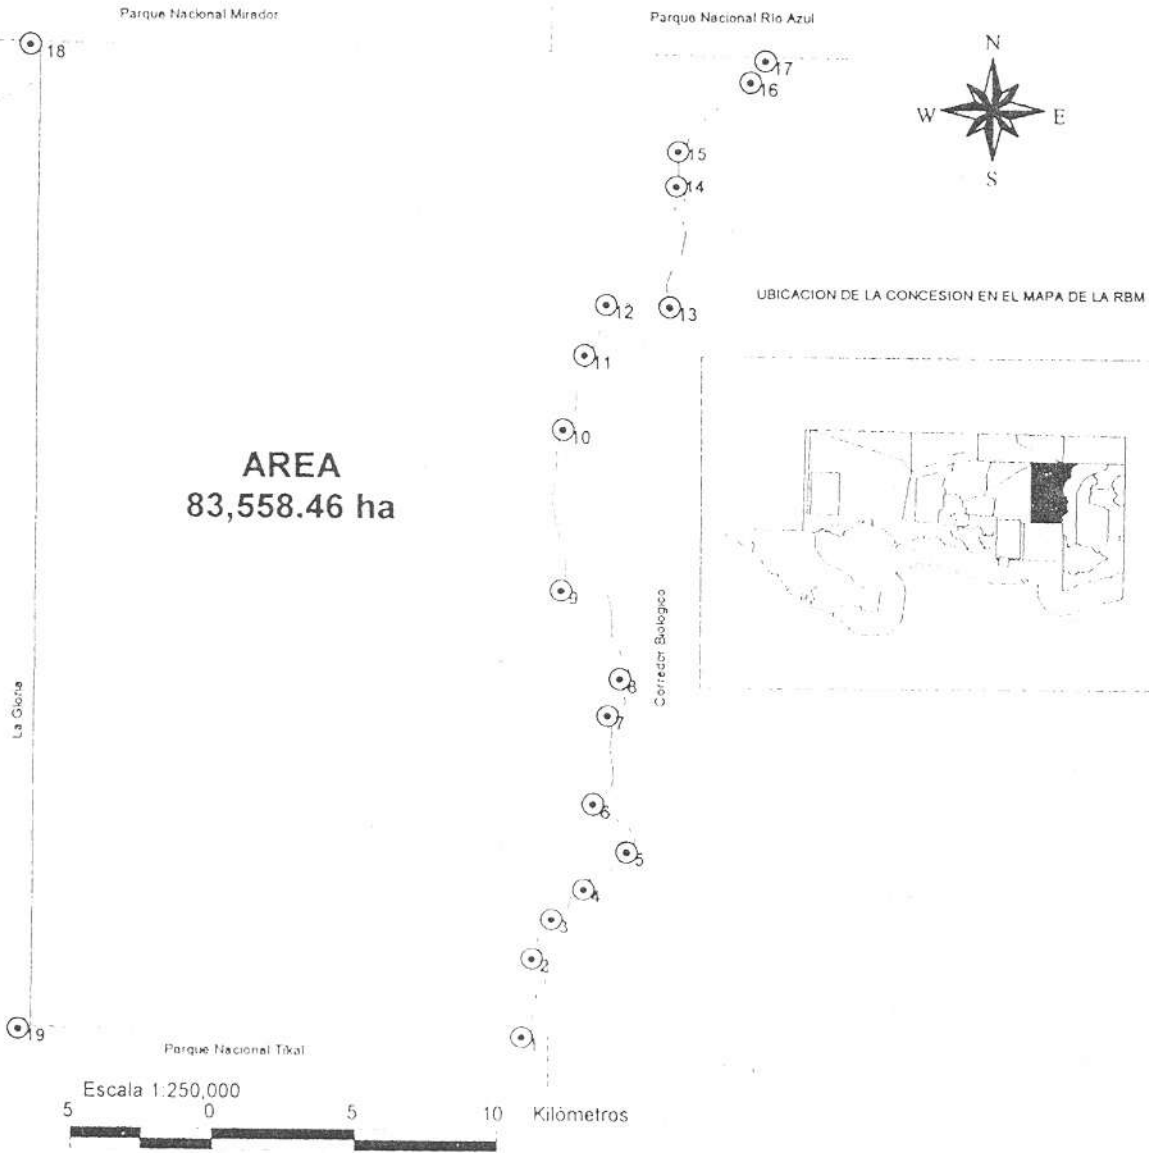 Parque Nacional Mirador
Parque Nacional Río Azul
18
17
16
N
W
E
S
15
14
UBICACION DE LA CONCESION EN EL MAPA DE LA RBM
12
13
11
10
AREA
83,558.46 ha
9
Corredor Biologico
8
La Gloria
7
6
5
4
3
2
19
1
Parque Nacional Tikal
Escala 1:250,000
5 0 5 10 Kilómetros